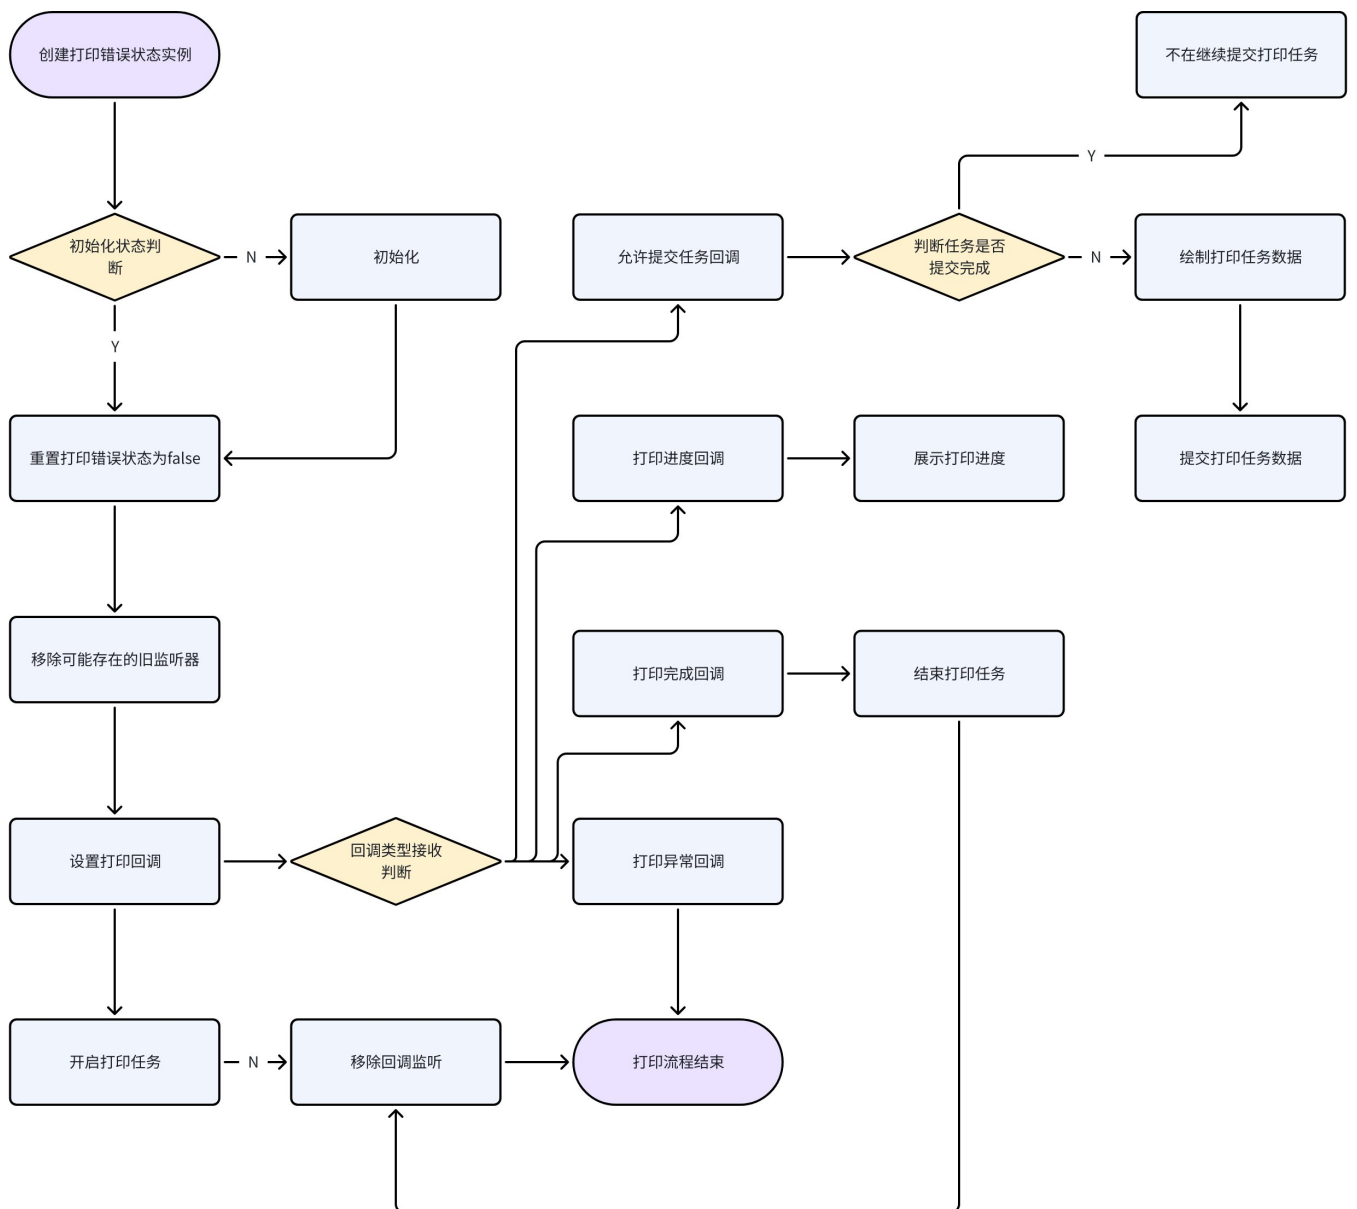 创建打印错误状态实例
不在继续提交打印任务
Y
初始化状态判
断
N
初始化
允许提交任务回调
判断任务是否
提交完成
N
绘制打印任务数据
Y
重置打印错误状态为false
打印进度回调
展示打印进度
提交打印任务数据
移除可能存在的旧监听器
打印完成回调
结束打印任务
设置打印回调
回调类型接收
判断
打印异常回调
开启打印任务
N
移除回调监听
打印流程结束